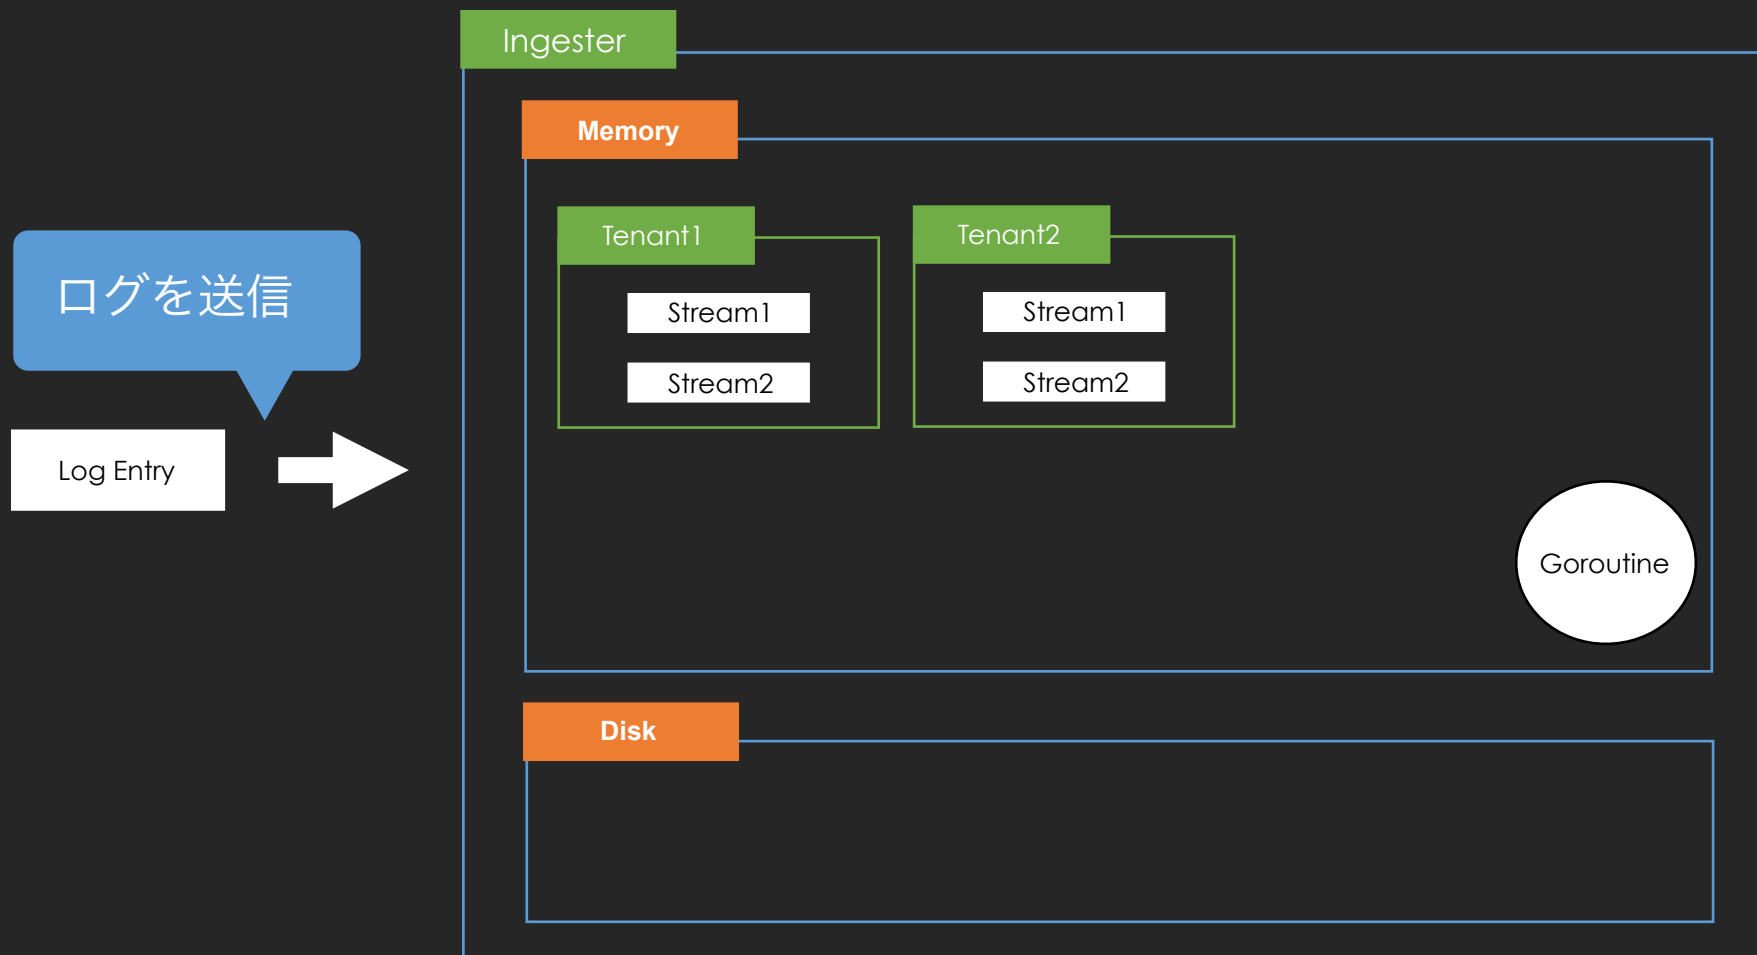 Ingester
Memory
Tenant1
Stream1
Stream2
Tenant2
Stream1
Stream2
ログを送信
Log Entry
Goroutine
Disk